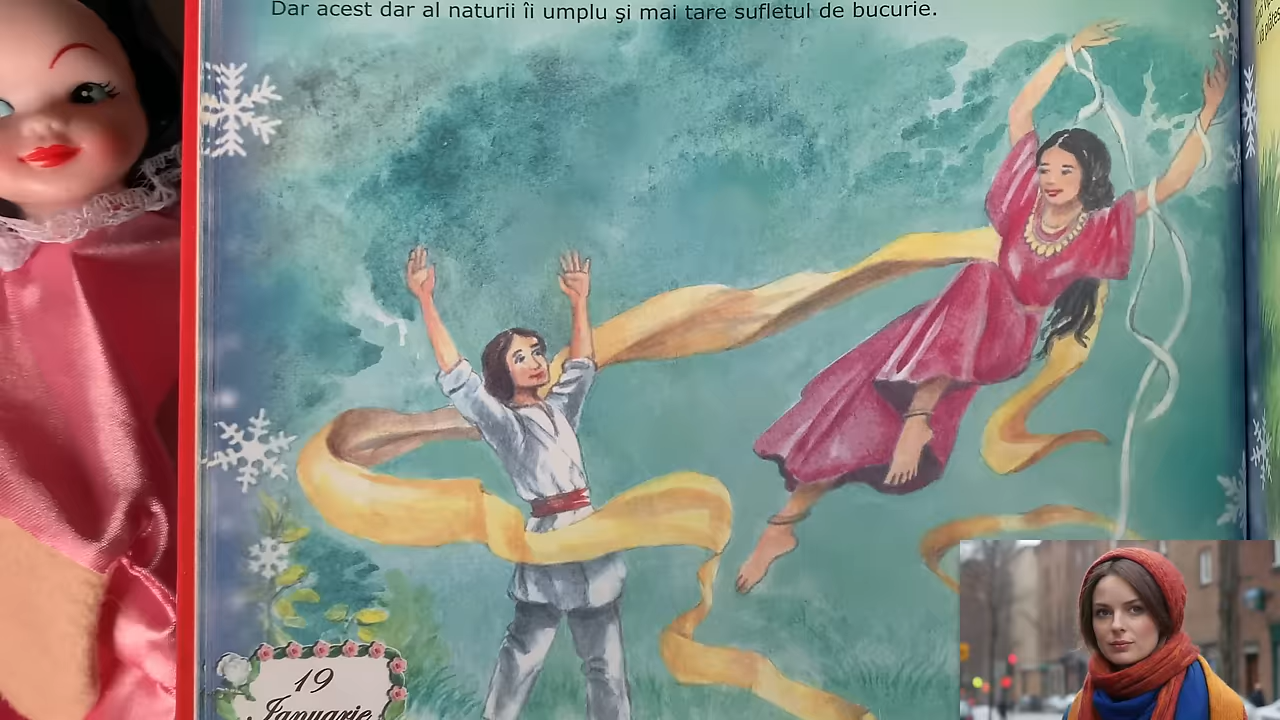 Dar acest dar al naturii îi umplu şi mai tare sufletul de bucurie.
19
Ianuarie